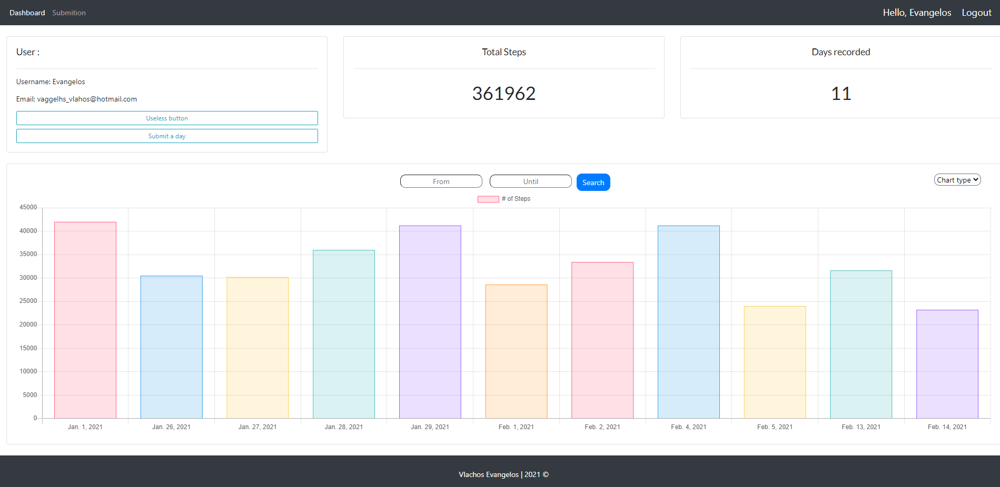 Dashboard Submition Hello, Evangelos Logout
User :
Username: Evangelos
Email: vaggelhs_vlahos@hotmail.com
Useless button
Submit a day
Total Steps
361962
Days recorded
11
From Until Search Chart type
# of Steps
45000
40000
35000
30000
25000
20000
15000
10000
5000
0
Jan. 1, 2021 Jan. 26, 2021 Jan. 27, 2021 Jan. 28, 2021 Jan. 29, 2021 Feb. 1, 2021 Feb. 2, 2021 Feb. 4, 2021 Feb. 5, 2021 Feb. 13, 2021 Feb. 14, 2021
Vlachos Evangelos | 2021 ©